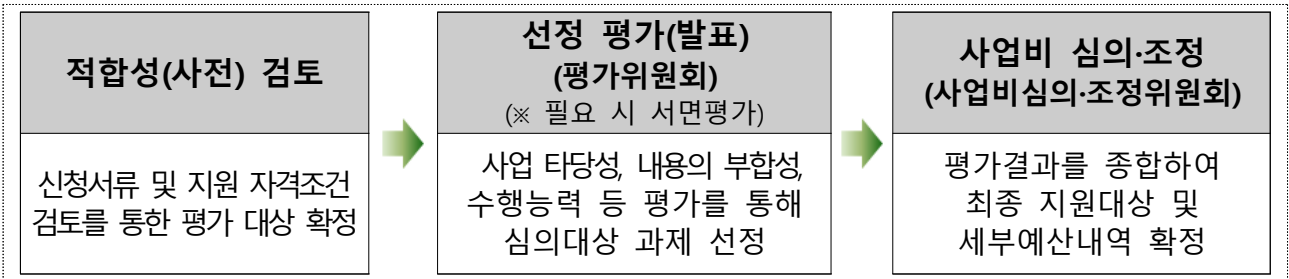 적합성(사전) 검토
신청서류 및 지원 자격조건
검토를 통한 평가 대상 확정
선정 평가(발표)
(평가위원회)
(※ 필요 시 서면평가)
사업 타당성, 내용의 부합성,
수행능력 등 평가를 통해
심의대상 과제 선정
사업비 심의·조정
(사업비심의·조정위원회)
평가결과를 종합하여
최종 지원대상 및
세부예산내역 확정